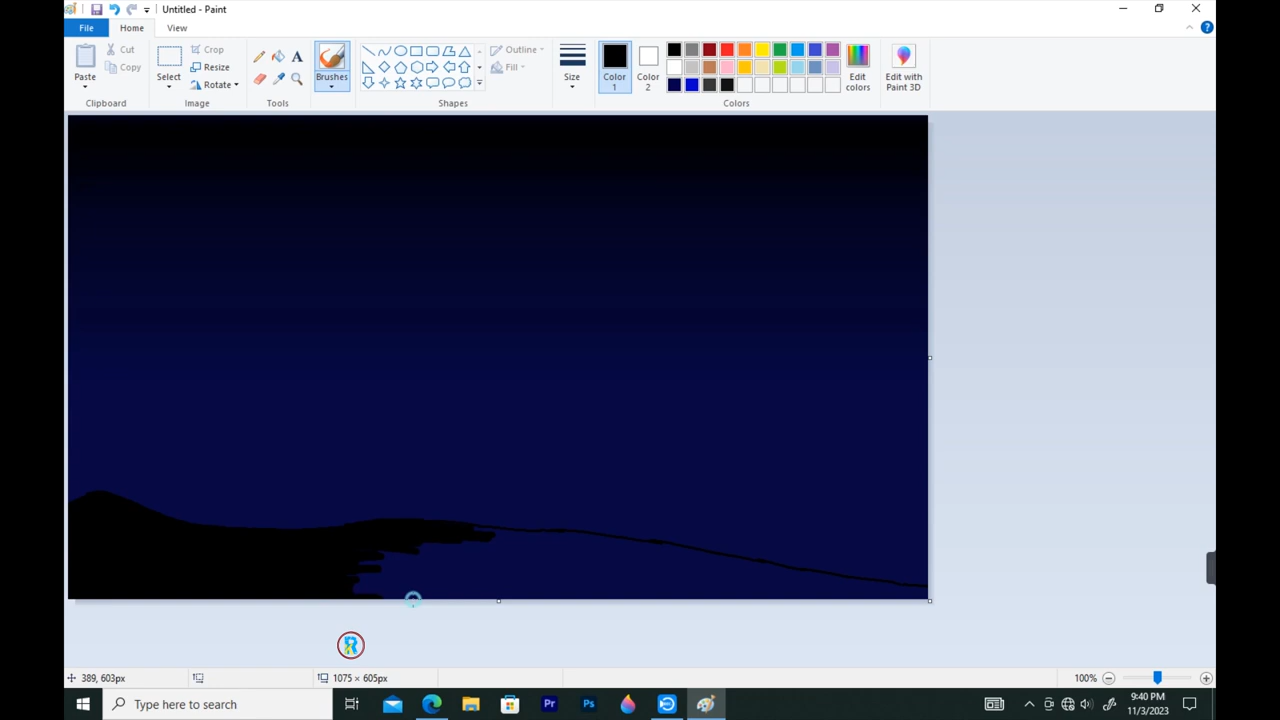 Untitled - Paint
File Home View
Paste
Clipboard
Cut
Copy
Select
Crop
Resize
Rotate
Image
A
Tools
Brushes
Outline
Fill
Shapes
Size
Color 1
Color 2
Colors
Edit colors
Edit with Paint 3D
R
389, 603px
1075 × 605px
100%
Type here to search
Pr
Ps
9:40 PM
11/3/2023